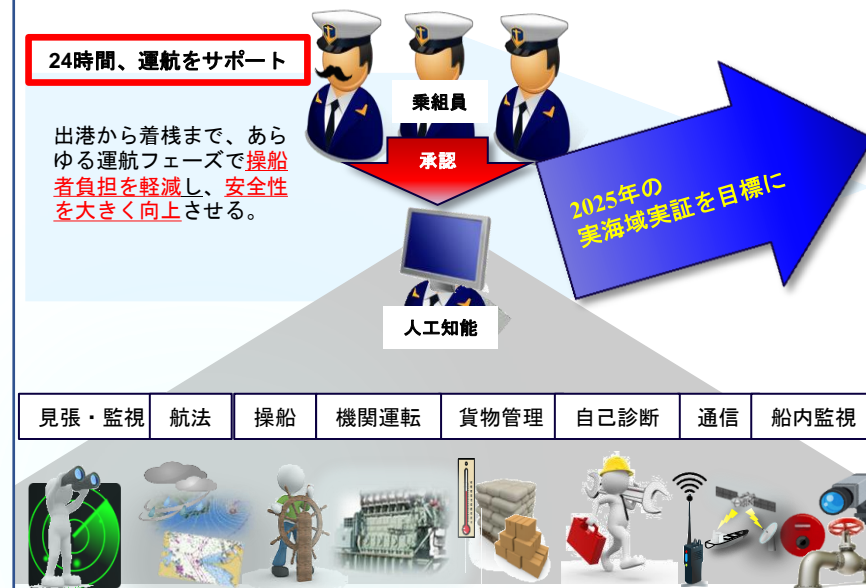 24時間、運航をサポート
出港から着桟まで、あら
ゆる運航フェーズで操船
者負担を軽減し、安全性
を大きく向上させる。
乗組員
承認
2025年の
実海域実証を目標に
人工知能
見張・監視
航法
操船
機関運転
貨物管理
自己診断
通信
船内監視